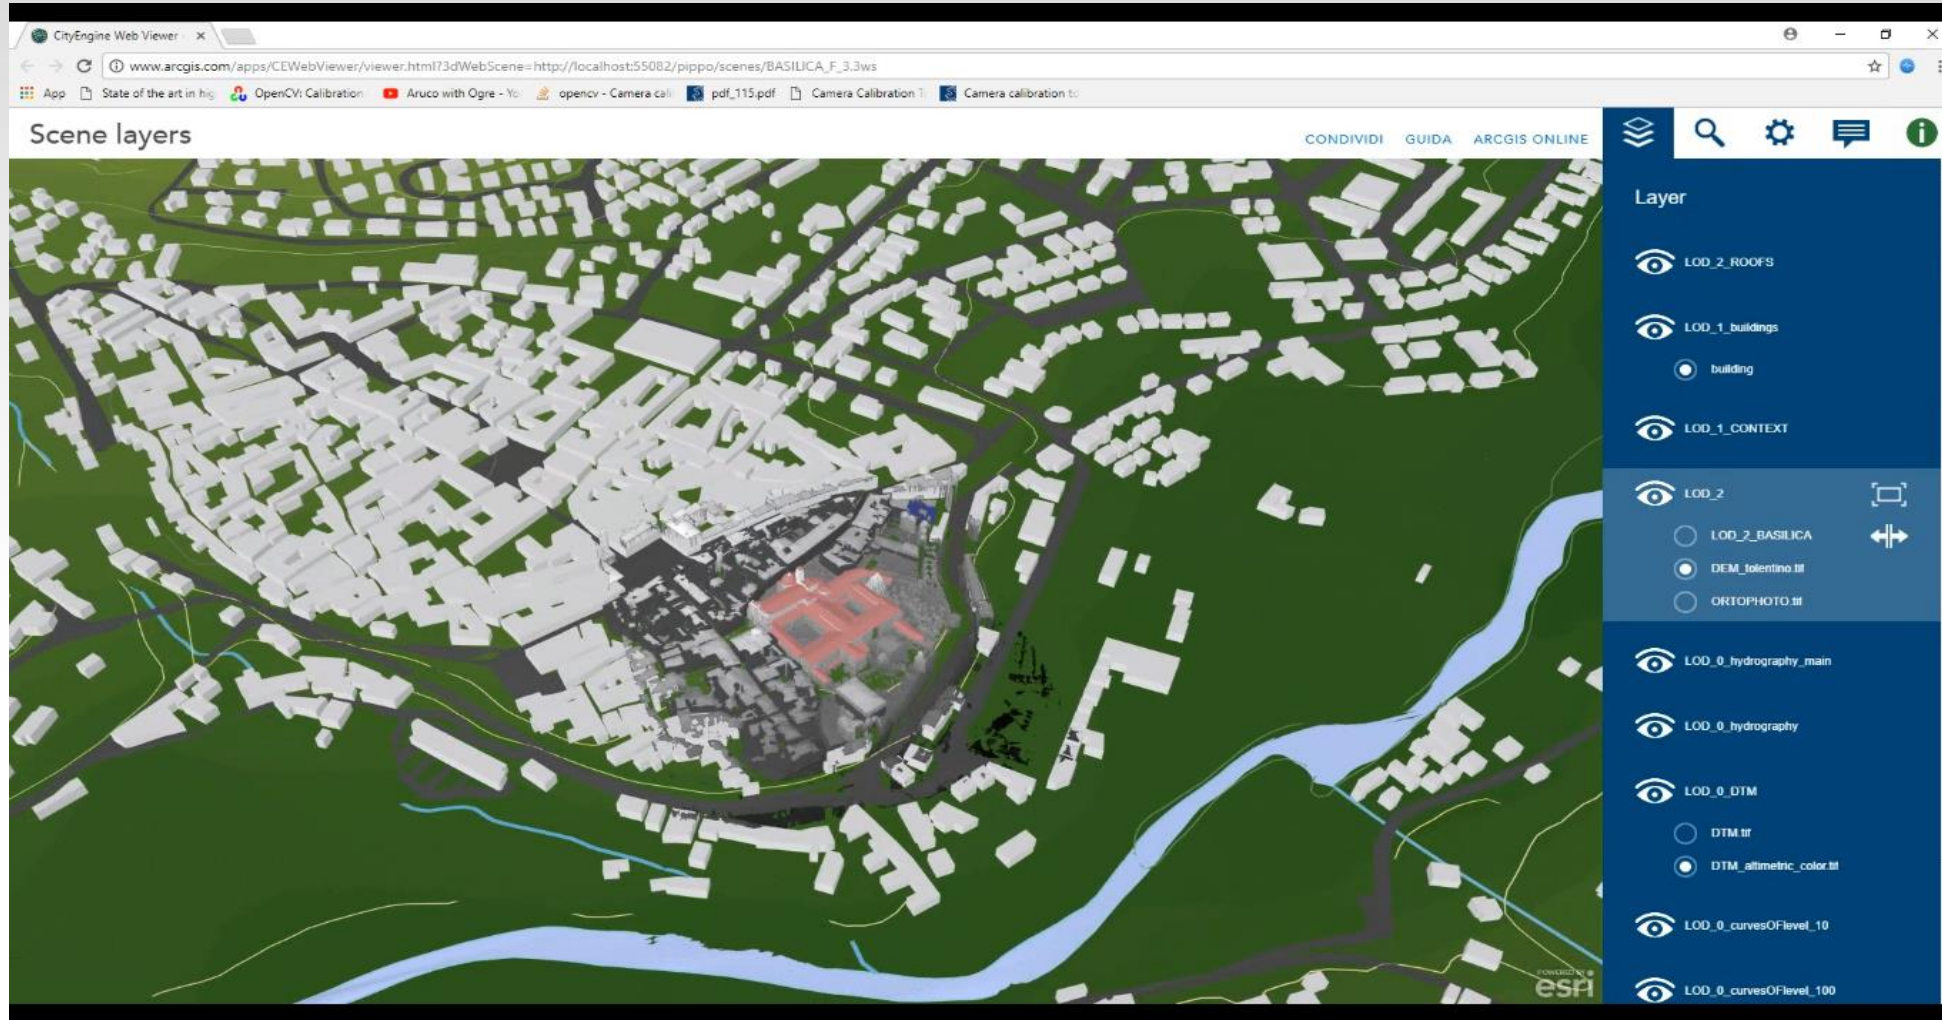 CityEngine Web Viewer
www.arcgis.com/apps/CEWebViewer/viewer.html?3dWebScene=http://localhost:55082/pippo/scenes/BASILICA_F_3.3ws
App State of the art in hig OpenCV: Calibration Aruco with Ogre - Yo opencv - Camera cali pdf_115.pdf Camera Calibration T Camera calibration to
Scene layers
CONDIVIDI GUIDA ARCGIS ONLINE
Layer
LOD_2_ROOFS
LOD_1_buildings
building
LOD_1_CONTEXT
LOD_2
LOD_2_BASILICA
DEM_tolentino.tif
ORTOPHOTO.tif
LOD_0_hydrography_main
LOD_0_hydrography
LOD_0_DTM
DTM.tif
DTM_altimetric_color.tif
LOD_0_curvesOFlevel_10
LOD_0_curvesOFlevel_100
POWERED BY
esri